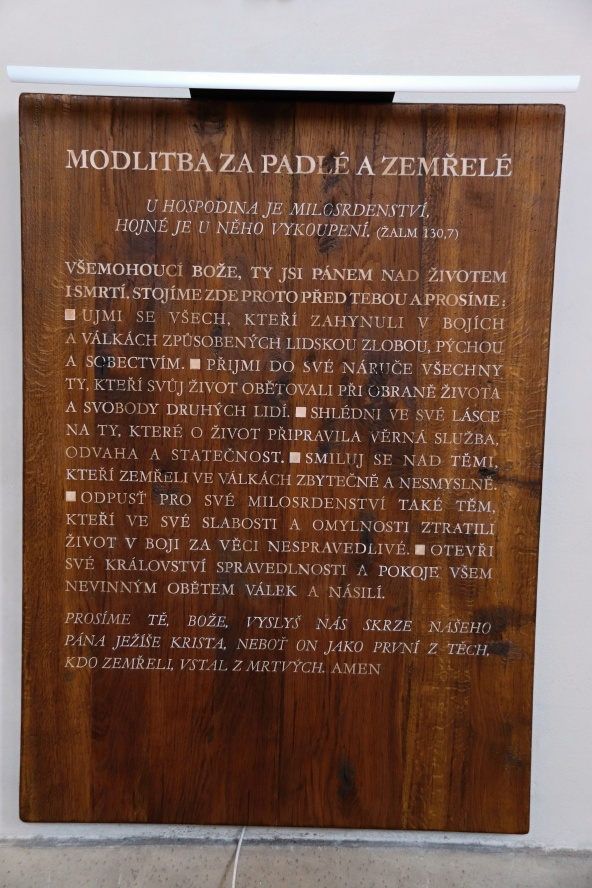 MODLITBA ZA PADLÉ A ZEMŘELÉ
U HOSPODINA JE MILOSRDENSTVÍ,
HOJNÉ JE U NĚHO VYKOUPENÍ. (ŽALM 130,7)
VŠEMOHOUCÍ BOŽE, TY JSI PÁNEM NAD ŽIVOTEM
I SMRTÍ. STOJÍME ZDE PROTO PŘED TEBOU A PROSÍME:
■ UJMI SE VŠECH, KTEŘÍ ZAHYNULI V BOJÍCH
A VÁLKÁCH ZPŮSOBENÝCH LIDSKOU ZLOBOU, PÝCHOU
A SOBECTVÍM. ■ PŘIJMI DO SVÉ NÁRUČE VŠECHNY
TY, KTEŘÍ SVŮJ ŽIVOT OBĚTOVALI PŘI OBRANĚ ŽIVOTA
A SVOBODY DRUHÝCH LIDÍ. ■ SHLÉDNI VE SVÉ LÁSCE
NA TY, KTERÉ O ŽIVOT PŘIPRAVILA VĚRNÁ SLUŽBA,
ODVAHA A STATEČNOST. ■ SMILUJ SE NAD TĚMI,
KTEŘÍ ZEMŘELI VE VÁLKÁCH ZBYTEČNĚ A NESMYSLNĚ.
■ ODPUSŤ PRO SVÉ MILOSRDENSTVÍ TAKÉ TĚM,
KTEŘÍ VE SVÉ SLABOSTI A OMYLNOSTI ZTRATILI
ŽIVOT V BOJI ZA VĚCI NESPRAVEDLIVÉ. ■ OTEVŘI
SVÉ KRÁLOVSTVÍ SPRAVEDLNOSTI A POKOJE VŠEM
NEVINNÝM OBĚTEM VÁLEK A NÁSILÍ.
PROSÍME TĚ, BOŽE, VYSLYŠ NÁS SKRZE NAŠEHO
PÁNA JEŽÍŠE KRISTA, NEBOŤ ON JAKO PRVNÍ Z TĚCH,
KDO ZEMŘELI, VSTAL Z MRTVÝCH. AMEN